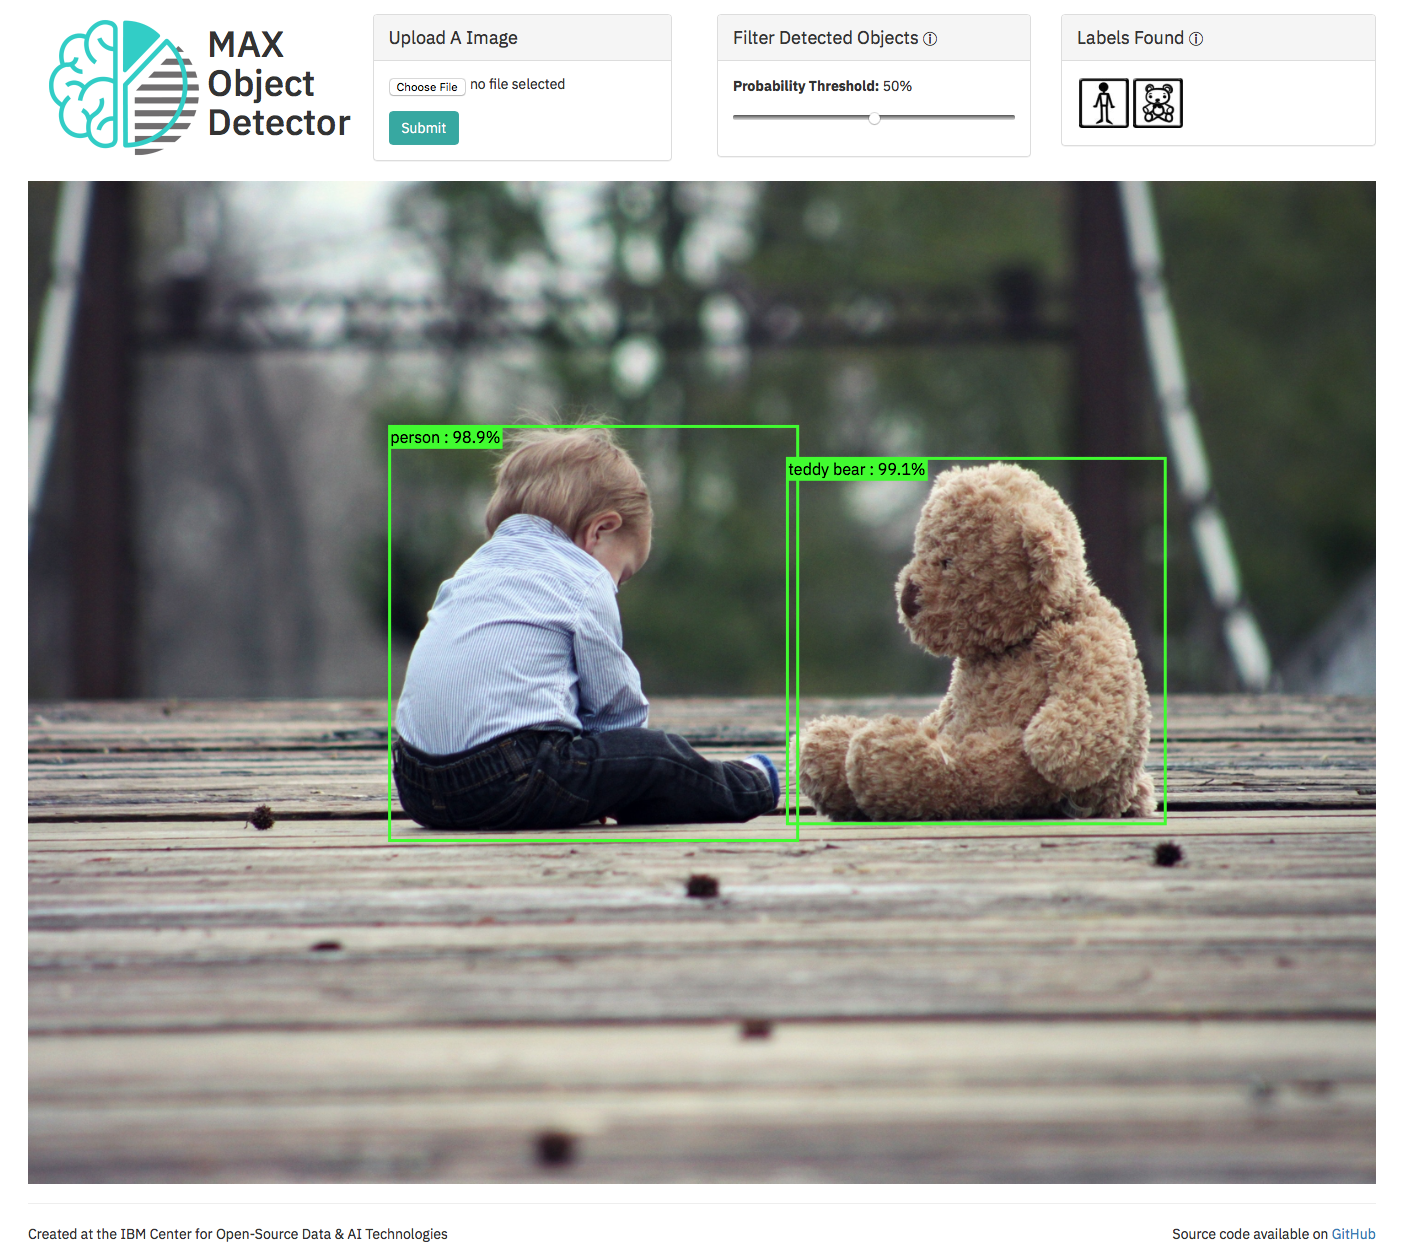 MAX
Object
Detector
Upload A Image
Choose File no file selected
Submit
Filter Detected Objects ⓘ
Probability Threshold: 50%
Labels Found ⓘ
person : 98.9%
teddy bear : 99.1%
Created at the IBM Center for Open-Source Data & AI Technologies
Source code available on GitHub